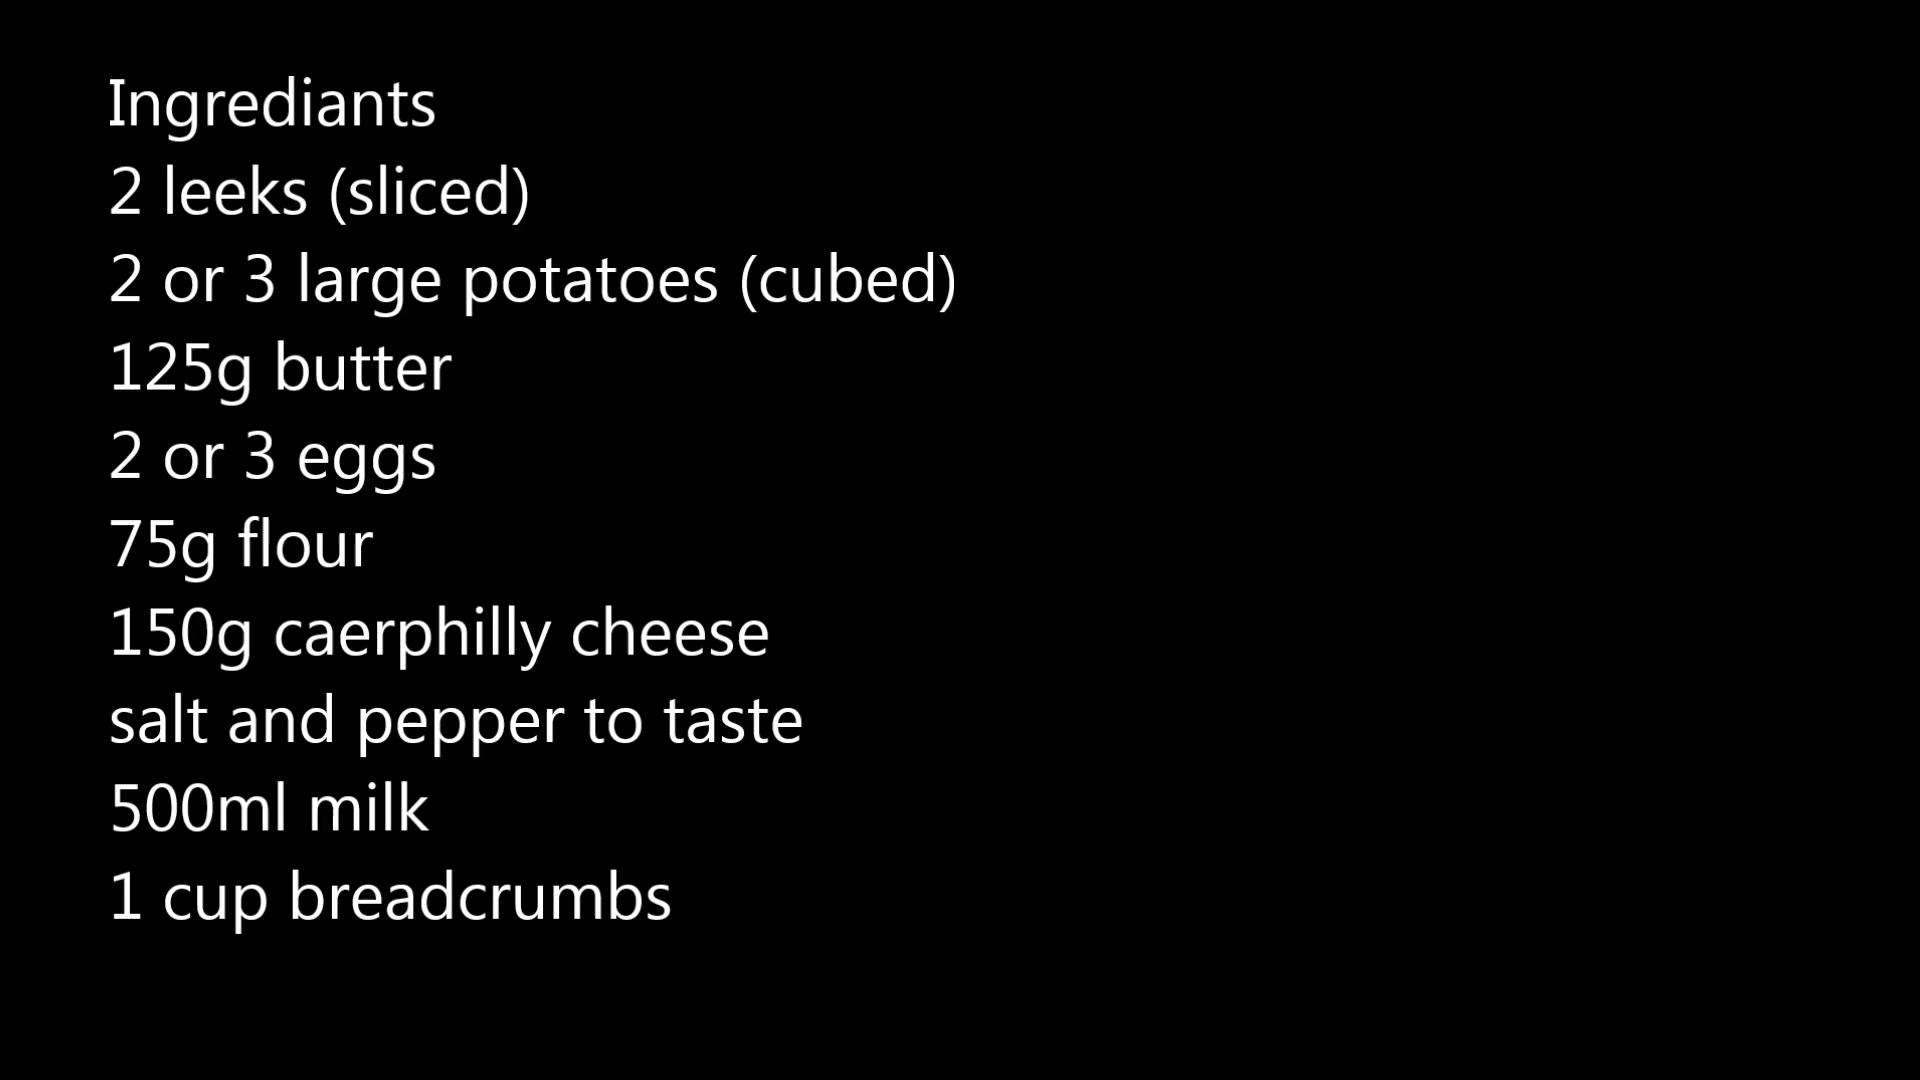 Ingrediants
2 leeks (sliced)
2 or 3 large potatoes (cubed)
125g butter
2 or 3 eggs
75g flour
150g caerphilly cheese
salt and pepper to taste
500ml milk
1 cup breadcrumbs